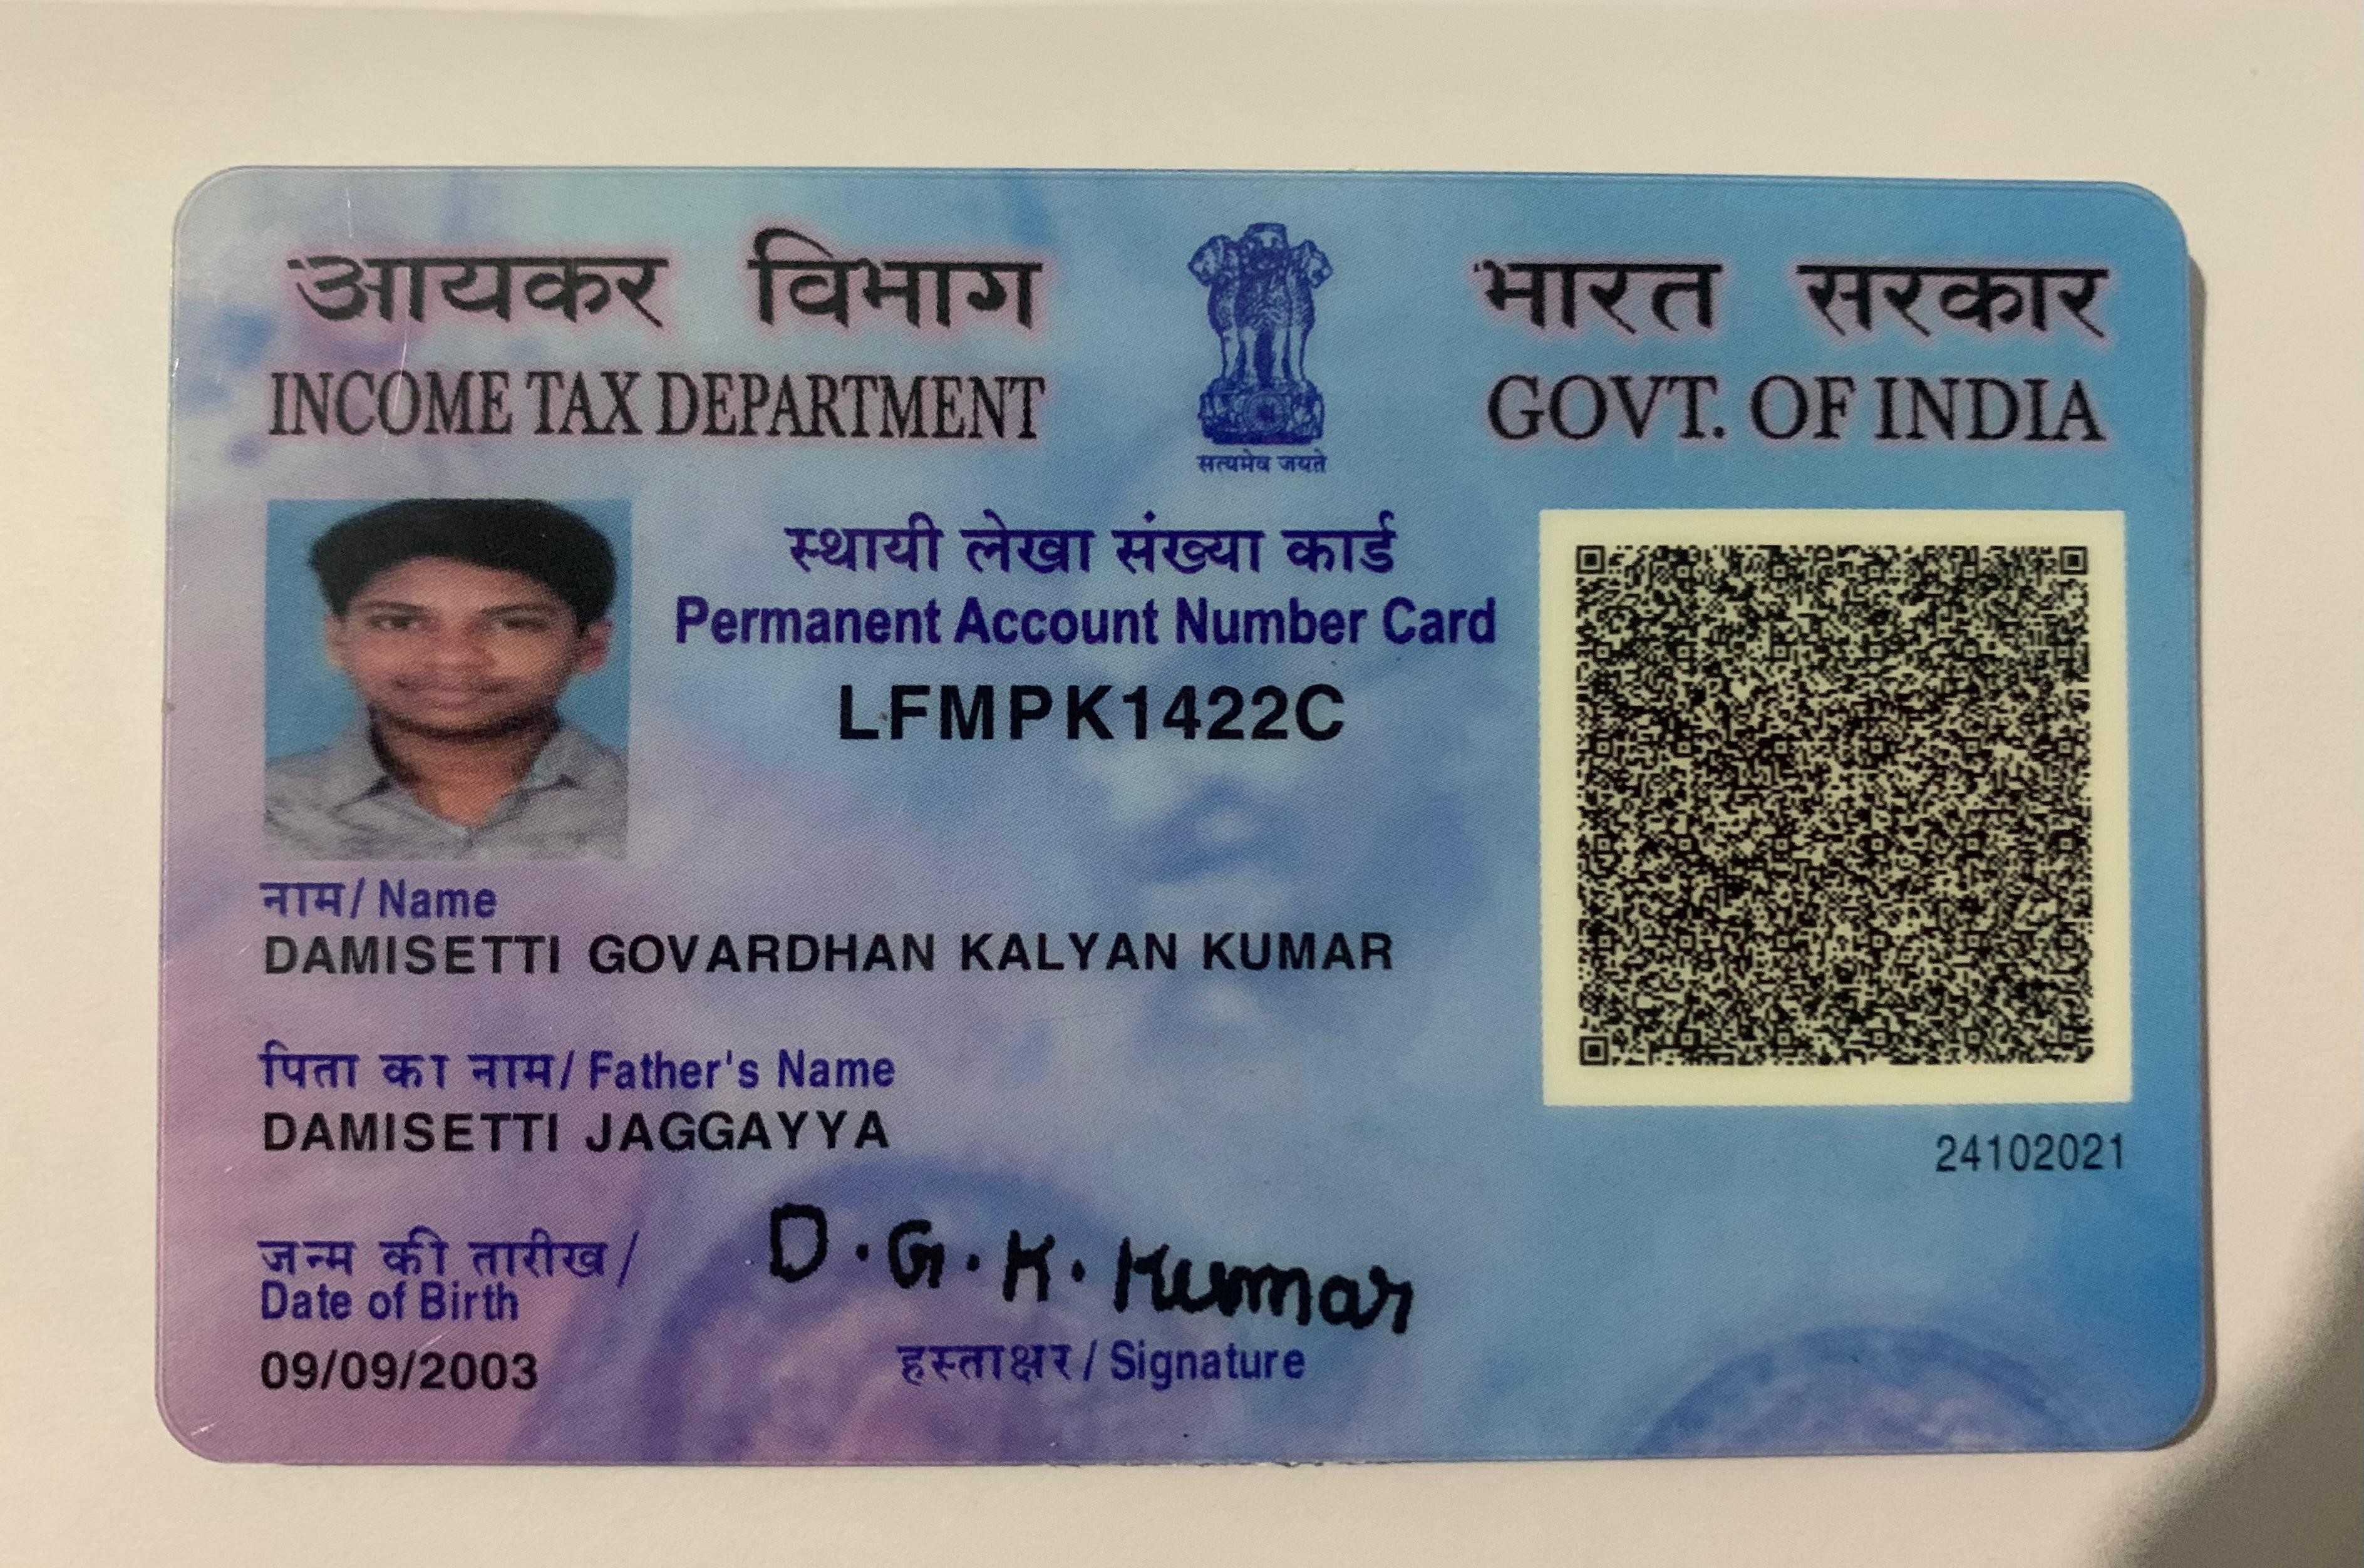 आयकर विभाग
INCOME TAX DEPARTMENT
सत्यमेव जयते
भारत सरकार
GOVT. OF INDIA
स्थायी लेखा संख्या कार्ड
Permanent Account Number Card
LFMPK1422C
नाम/ Name
DAMISETTI GOVARDHAN KALYAN KUMAR
पिता का नाम/ Father's Name
DAMISETTI JAGGAYYA
24102021
जन्म की तारीख/
Date of Birth
09/09/2003
D.G.K.Kumar
हस्ताक्षर/ Signature